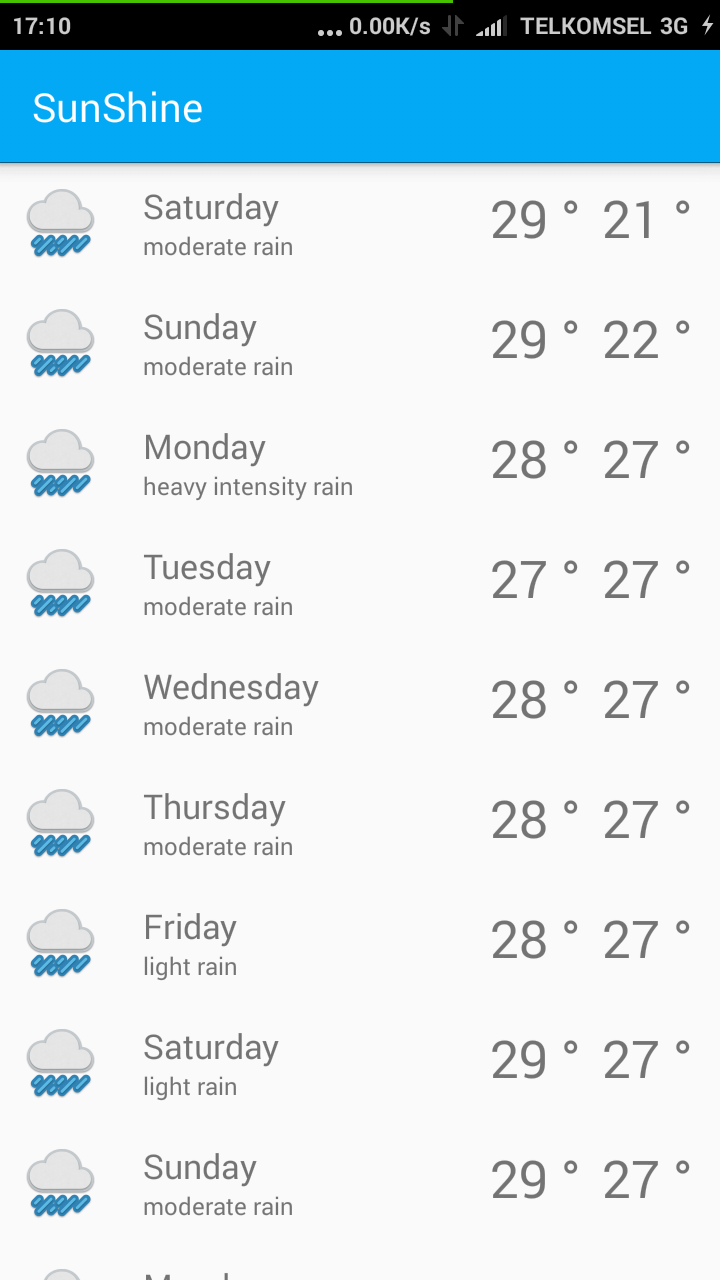 17:10 ... 0.00K/s TELKOMSEL 3G
SunShine
Saturday 29 ° 21 °
moderate rain
Sunday 29 ° 22 °
moderate rain
Monday 28 ° 27 °
heavy intensity rain
Tuesday 27 ° 27 °
moderate rain
Wednesday 28 ° 27 °
moderate rain
Thursday 28 ° 27 °
moderate rain
Friday 28 ° 27 °
light rain
Saturday 29 ° 27 °
light rain
Sunday 29 ° 27 °
moderate rain